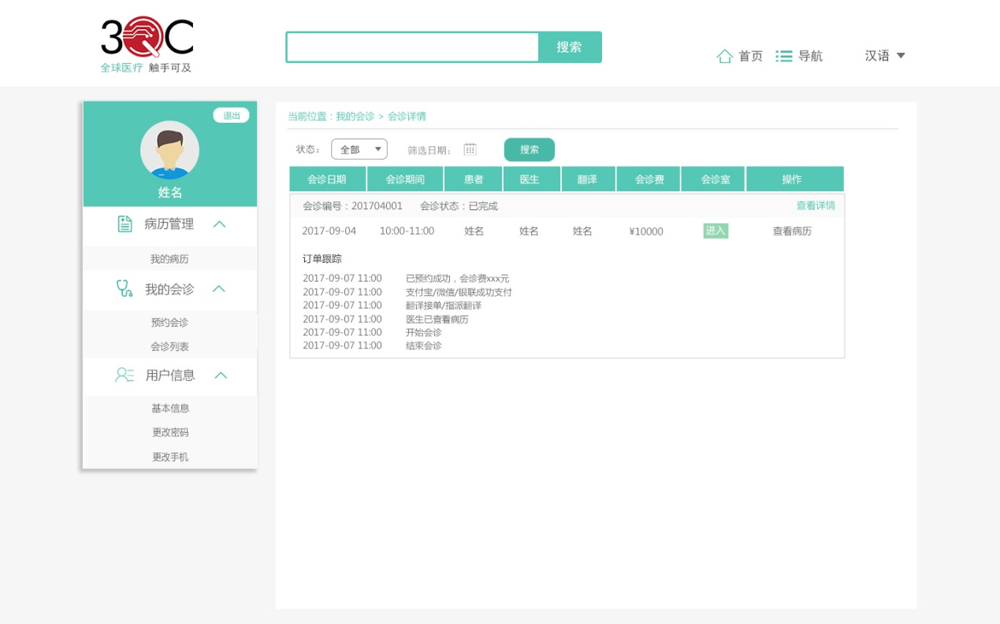 3QC
全球医疗 触手可及
搜索
首页 导航 汉语
退出
姓名
病历管理
我的病历
我的会诊
预约会诊
会诊列表
用户信息
基本信息
更改密码
更改手机
当前位置：我的会诊 > 会诊详情
状态： 全部 筛选日期： 搜索
会诊日期 会诊期间 患者 医生 翻译 会诊费 会诊室 操作
会诊编号：201704001 会诊状态：已完成 查看详情
2017-09-04 10:00-11:00 姓名 姓名 姓名 ¥10000 进入 查看病历
订单跟踪
2017-09-07 11:00 已预约成功，会诊费xxx元
2017-09-07 11:00 支付宝/微信/银联成功支付
2017-09-07 11:00 翻译接单/指派翻译
2017-09-07 11:00 医生已查看病历
2017-09-07 11:00 开始会诊
2017-09-07 11:00 结束会诊